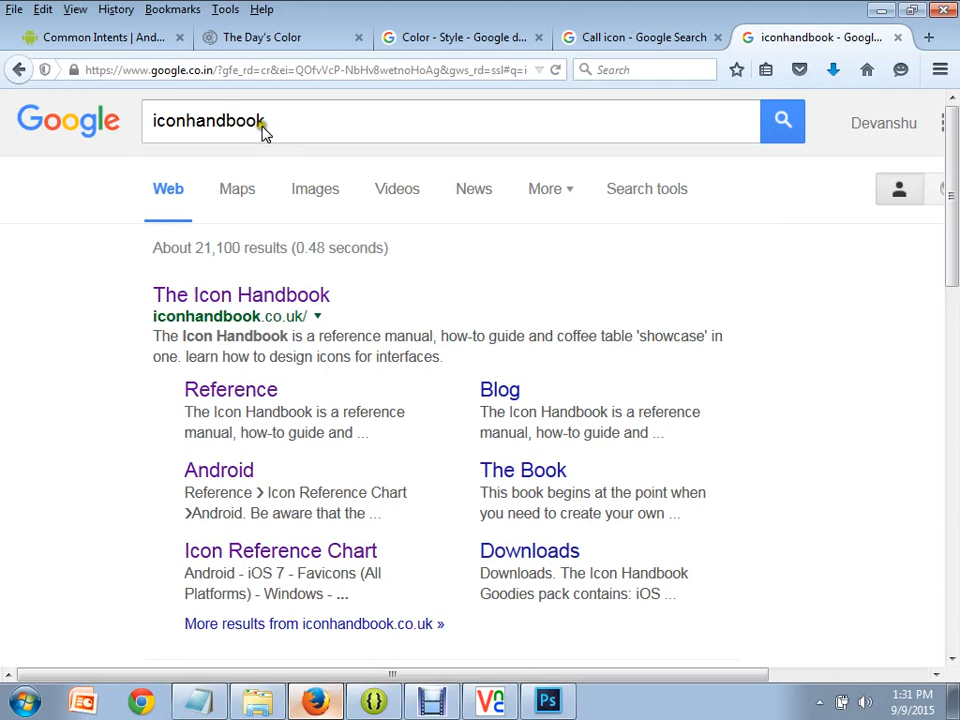 File Edit View History Bookmarks Tools Help
Common Intents | And... The Day's Color Color - Style - Google d... Call icon - Google Search iconhandbook - Googl...
https://www.google.co.in/?gfe_rd=cr&ei=QOfvVcP-NbHv8wetnoHoAg&gws_rd=ssl#q=i Search
Google iconhandbook Devanshu
Web Maps Images Videos News More Search tools
About 21,100 results (0.48 seconds)
The Icon Handbook
iconhandbook.co.uk/
The Icon Handbook is a reference manual, how-to guide and coffee table 'showcase' in
one. learn how to design icons for interfaces.
Reference
The Icon Handbook is a reference
manual, how-to guide and ...
Blog
The Icon Handbook is a reference
manual, how-to guide and ...
Android
Reference › Icon Reference Chart
›Android. Be aware that the ...
The Book
This book begins at the point when
you need to create your own ...
Icon Reference Chart
Android - iOS 7 - Favicons (All
Platforms) - Windows - ...
Downloads
Downloads. The Icon Handbook
Goodies pack contains: iOS ...
More results from iconhandbook.co.uk »
1:31 PM
9/9/2015